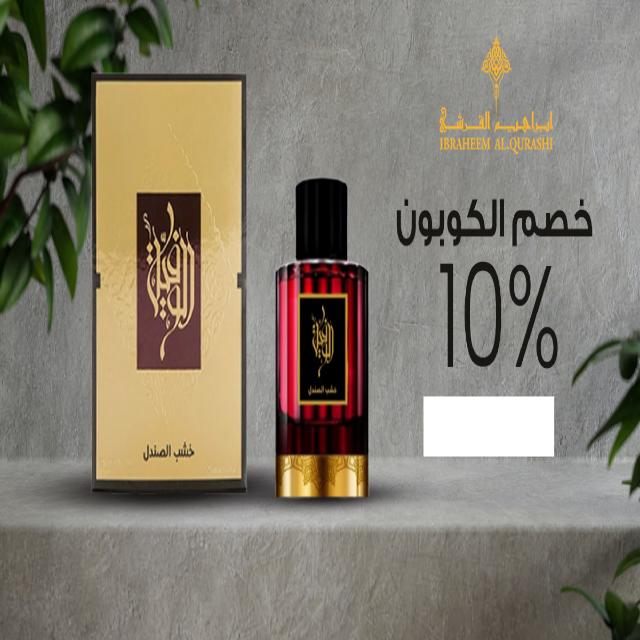 ابراهيم القرشي
IBRAHEEM AL.QURASHI
خصم الكوبون
10%
خشب الصندل
خشب الصندل